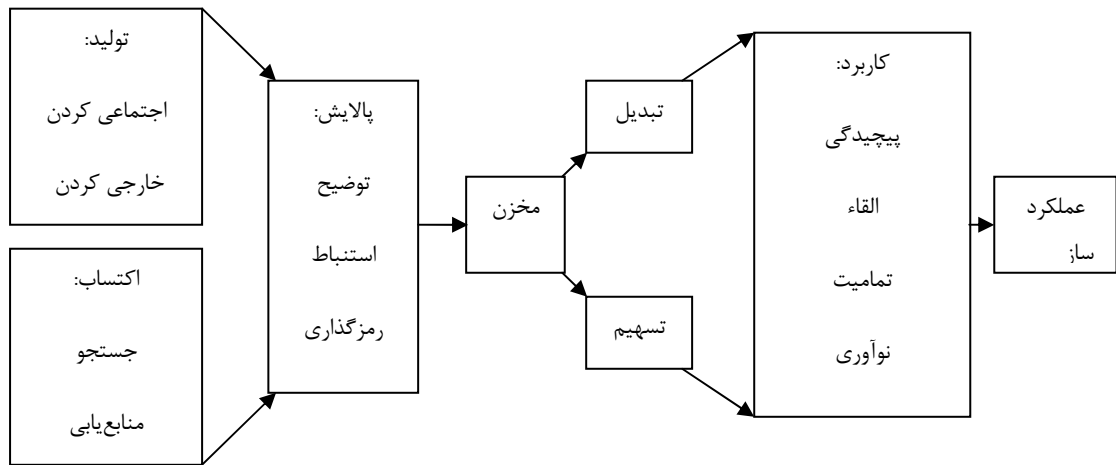 تولید:
اجتماعی کردن
خارجی کردن
اکتساب:
جستجو
منابع‌یابی
پالایش:
توضیح
استنباط
رمزگذاری
مخزن
تبدیل
تسهیم
کاربرد:
پیچیدگی
القاء
تمامیت
نوآوری
عملکرد
ساز